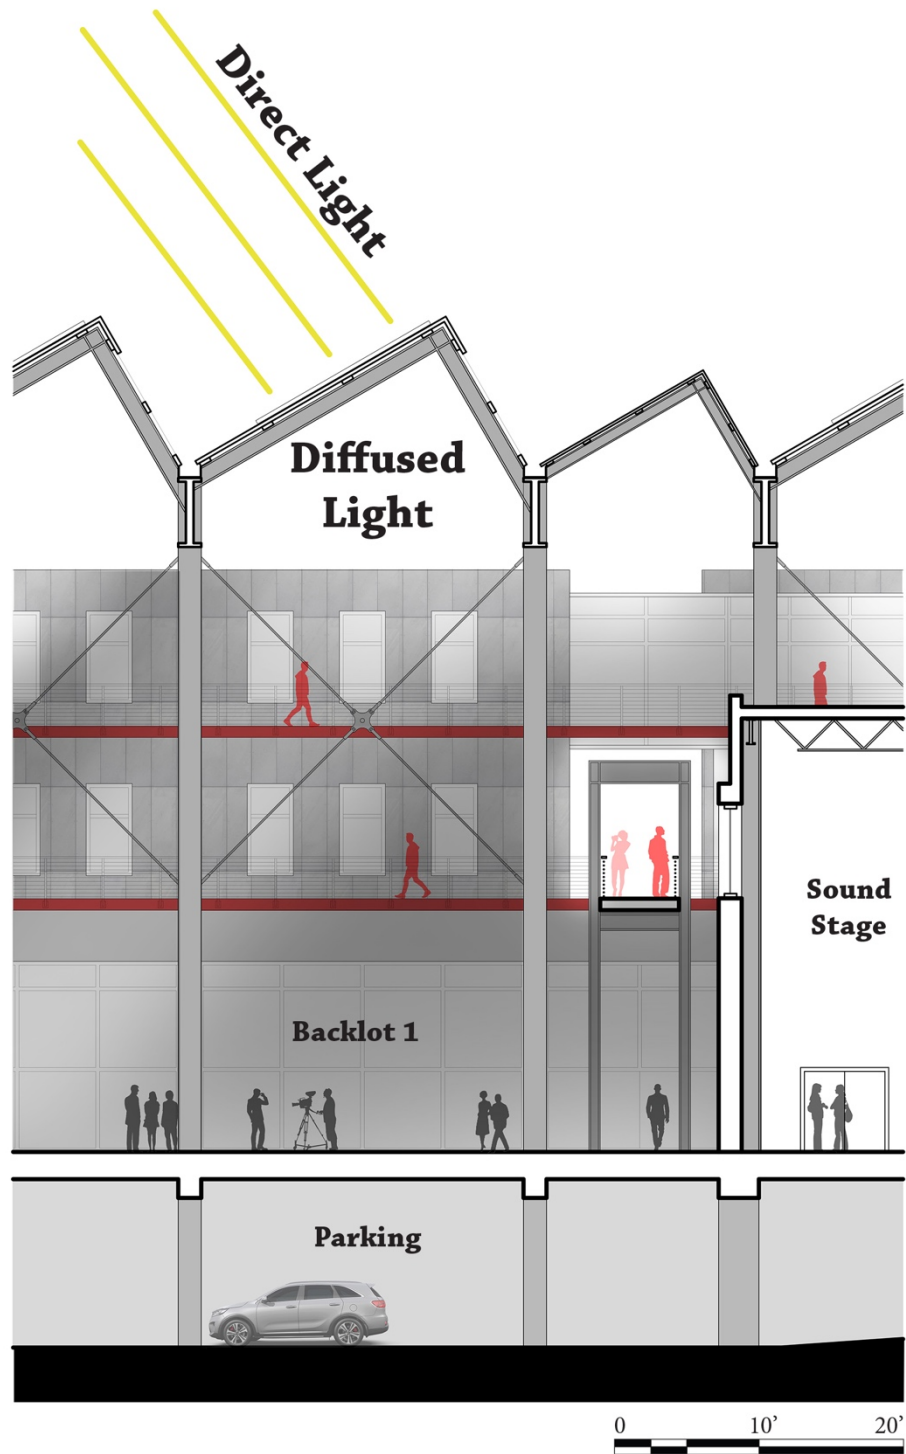 Direct Light
Diffused
Light
Sound
Stage
Backlot 1
Parking
0 10’ 20’